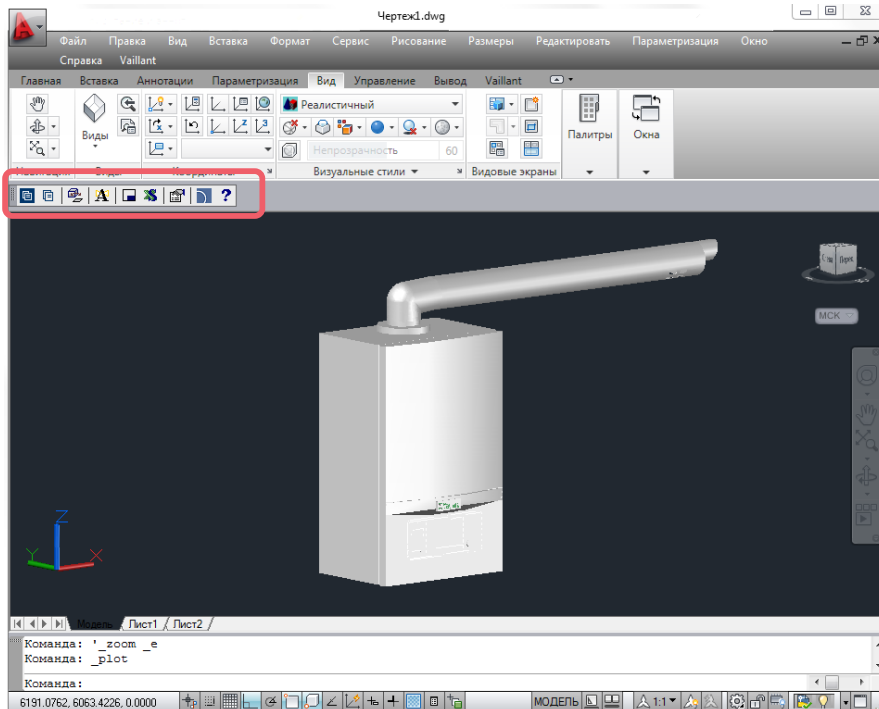 Чертеж1.dwg
Файл Правка Вид Вставка Формат Сервис Рисование Размеры Редактировать Параметризация Окно
Справка Vaillant
Главная Вставка Аннотации Параметризация Вид Управление Вывод Vaillant
Реалистичный
Виды
Палитры
Окна
Непрозрачность 60
Визуальные стили
Видовые экраны
МСК
Z
Y
X
Модель Лист1 Лист2
Команда: '_zoom _e
Команда: _plot
Команда:
6191.0762, 6063.4226, 0.0000
МОДЕЛЬ
1:1